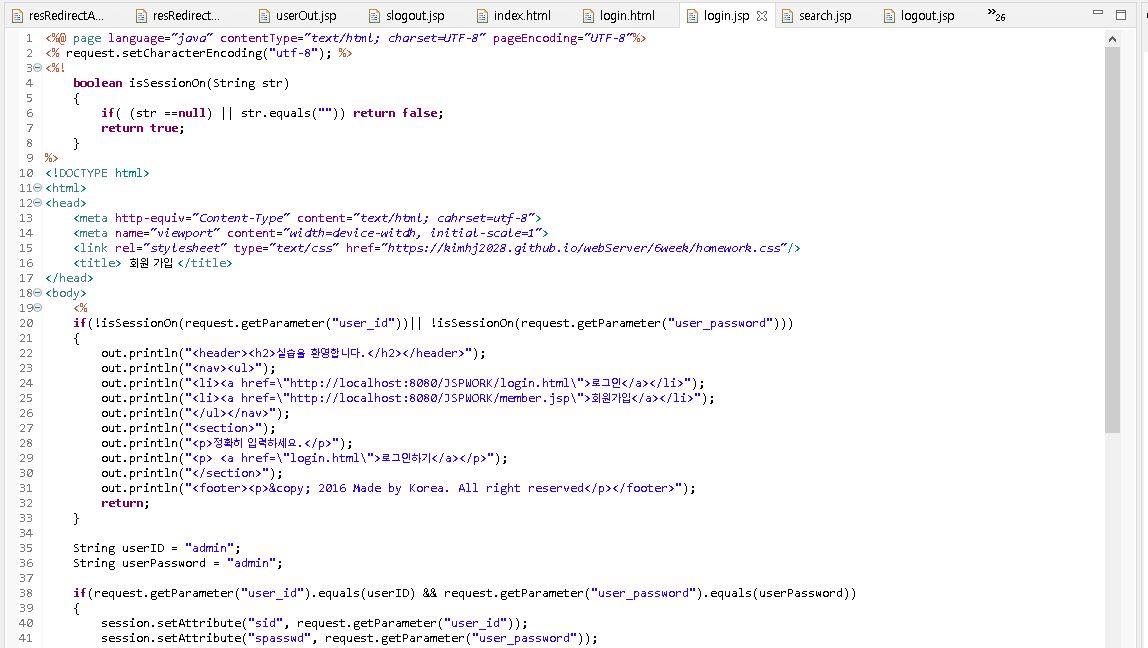 resRedirectA... resRedirect... userOut.jsp slogout.jsp index.html login.html login.jsp search.jsp logout.jsp »26
1 <%@ page language="java" contentType="text/html; charset=UTF-8" pageEncoding="UTF-8"%>
2 <% request.setCharacterEncoding("utf-8"); %>
3 <%!
4 boolean isSessionOn(String str)
5 {
6 if( (str ==null) || str.equals("")) return false;
7 return true;
8 }
9 %>
10 <!DOCTYPE html>
11 <html>
12 <head>
13 <meta http-equiv="Content-Type" content="text/html; cahrset=utf-8">
14 <meta name="viewport" content="width=device-witdh, initial-scale=1">
15 <link rel="stylesheet" type="text/css" href="https://kimhj2028.github.io/webServer/6week/homework.css"/>
16 <title> 회원 가입 </title>
17 </head>
18 <body>
19 <%
20 if(!isSessionOn(request.getParameter("user_id"))|| !isSessionOn(request.getParameter("user_password")))
21 {
22 out.println("<header><h2>실습을 환영합니다.</h2></header>");
23 out.println("<nav><ul>");
24 out.println("<li><a href=\"http://localhost:8080/JSPWORK/login.html\">로그인</a></li>");
25 out.println("<li><a href=\"http://localhost:8080/JSPWORK/member.jsp\">회원가입</a></li>");
26 out.println("</ul></nav>");
27 out.println("<section>");
28 out.println("<p>정확히 입력하세요.</p>");
29 out.println("<p> <a href=\"login.html\">로그인하기</a></p>");
30 out.println("</section>");
31 out.println("<footer><p>&copy; 2016 Made by Korea. All right reserved</p></footer>");
32 return;
33 }
34
35 String userID = "admin";
36 String userPassword = "admin";
37
38 if(request.getParameter("user_id").equals(userID) && request.getParameter("user_password").equals(userPassword))
39 {
40 session.setAttribute("sid", request.getParameter("user_id"));
41 session.setAttribute("spasswd", request.getParameter("user_password"));